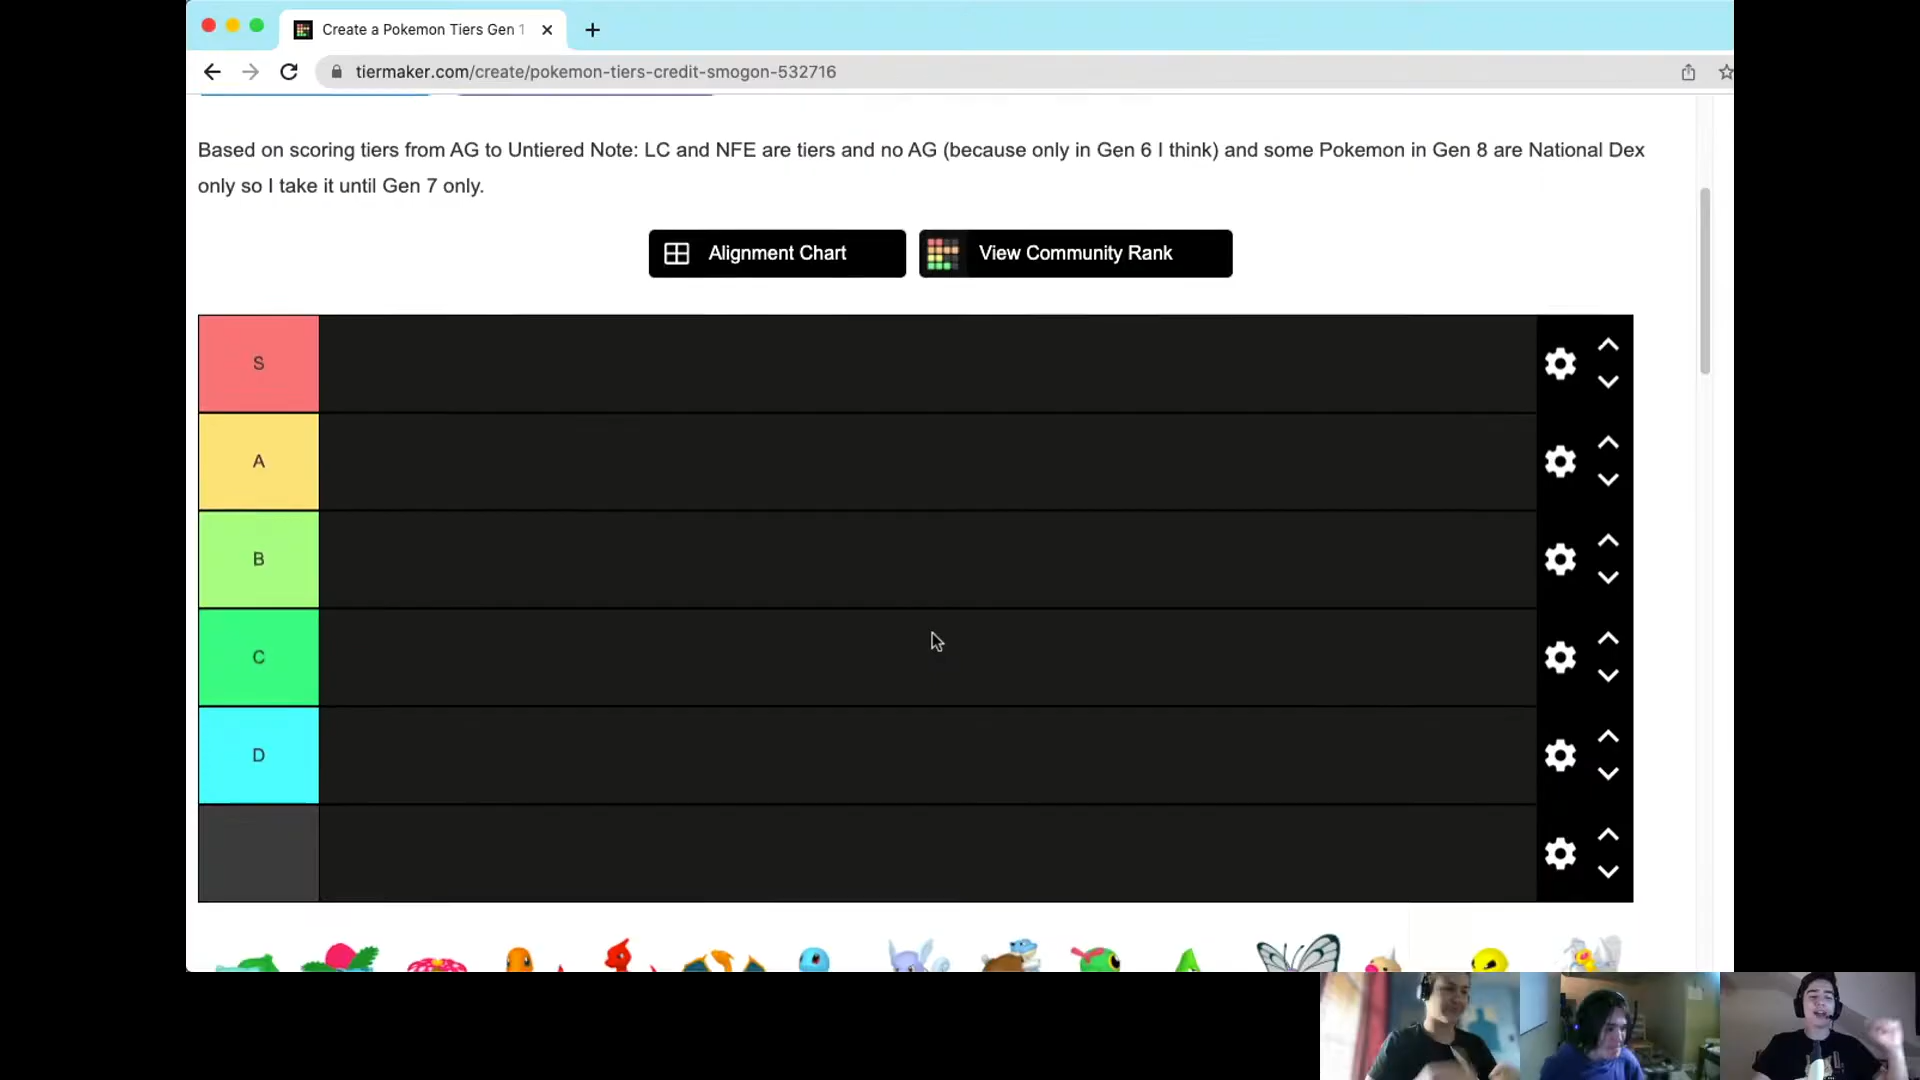 Create a Pokemon Tiers Gen 1
tiermaker.com/create/pokemon-tiers-credit-smogon-532716
Based on scoring tiers from AG to Untiered Note: LC and NFE are tiers and no AG (because only in Gen 6 I think) and some Pokemon in Gen 8 are National Dex
only so I take it until Gen 7 only.
Alignment Chart
View Community Rank
S
A
B
C
D